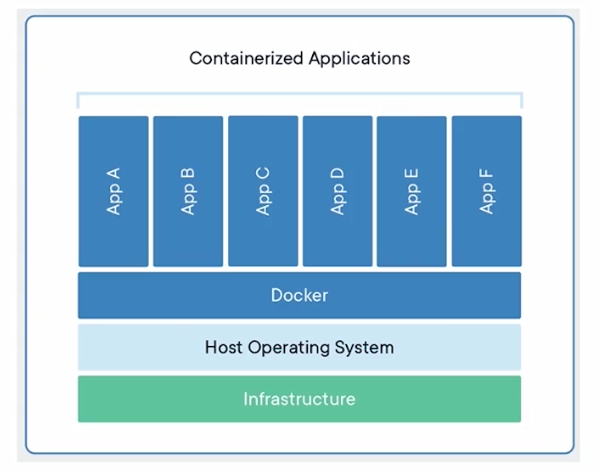 Containerized Applications
App A
App B
App C
App D
App E
App F
Docker
Host Operating System
Infrastructure